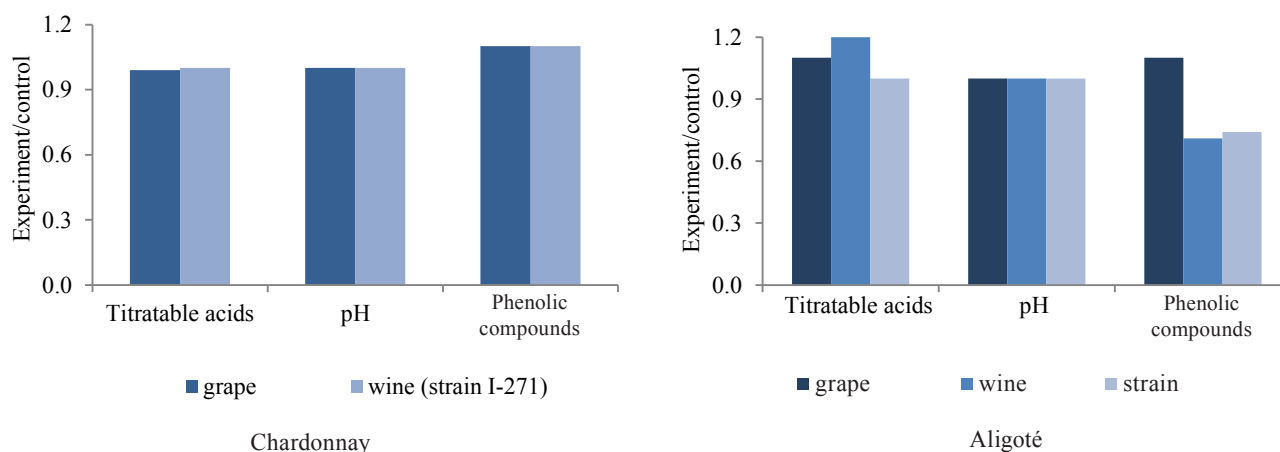 Experiment/control
1.2
0.9
0.6
0.3
0.0
Titratable acids
pH
Phenolic
compounds
grape
wine (strain I-271)
Chardonnay
Experiment/control
1.2
0.9
0.6
0.3
0.0
Titratable acids
pH
Phenolic
compounds
grape
wine
strain
Aligoté